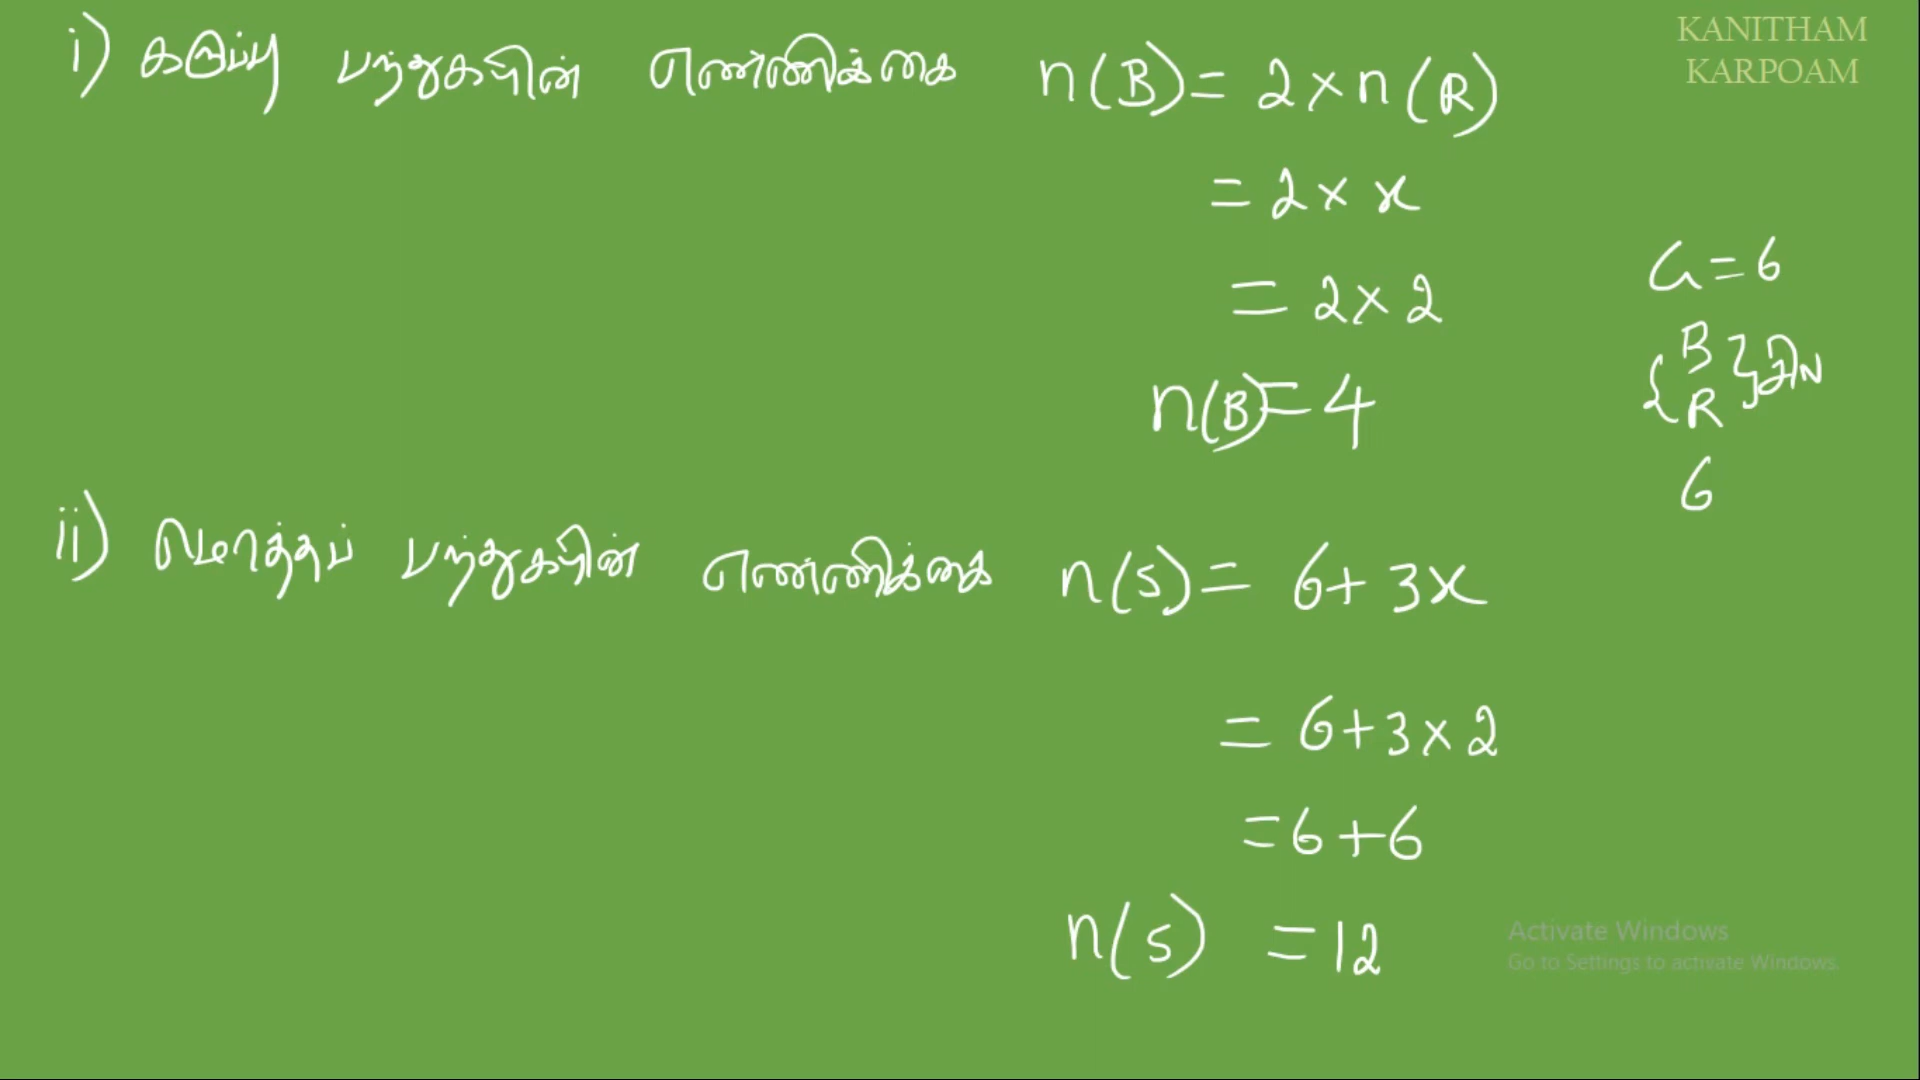 KANITHAM
KARPOAM
i) கருப்பு பந்துகளின் எண்ணிக்கை n(B) = 2 × n(R)
= 2 × x
= 2 × 2
n(B) = 4
G = 6
{ B
R }
6
ii) மொத்தப் பந்துகளின் எண்ணிக்கை n(S) = 6 + 3x
= 6 + 3 × 2
= 6 + 6
n(S) = 12
Activate Windows
Go to Settings to activate Windows.